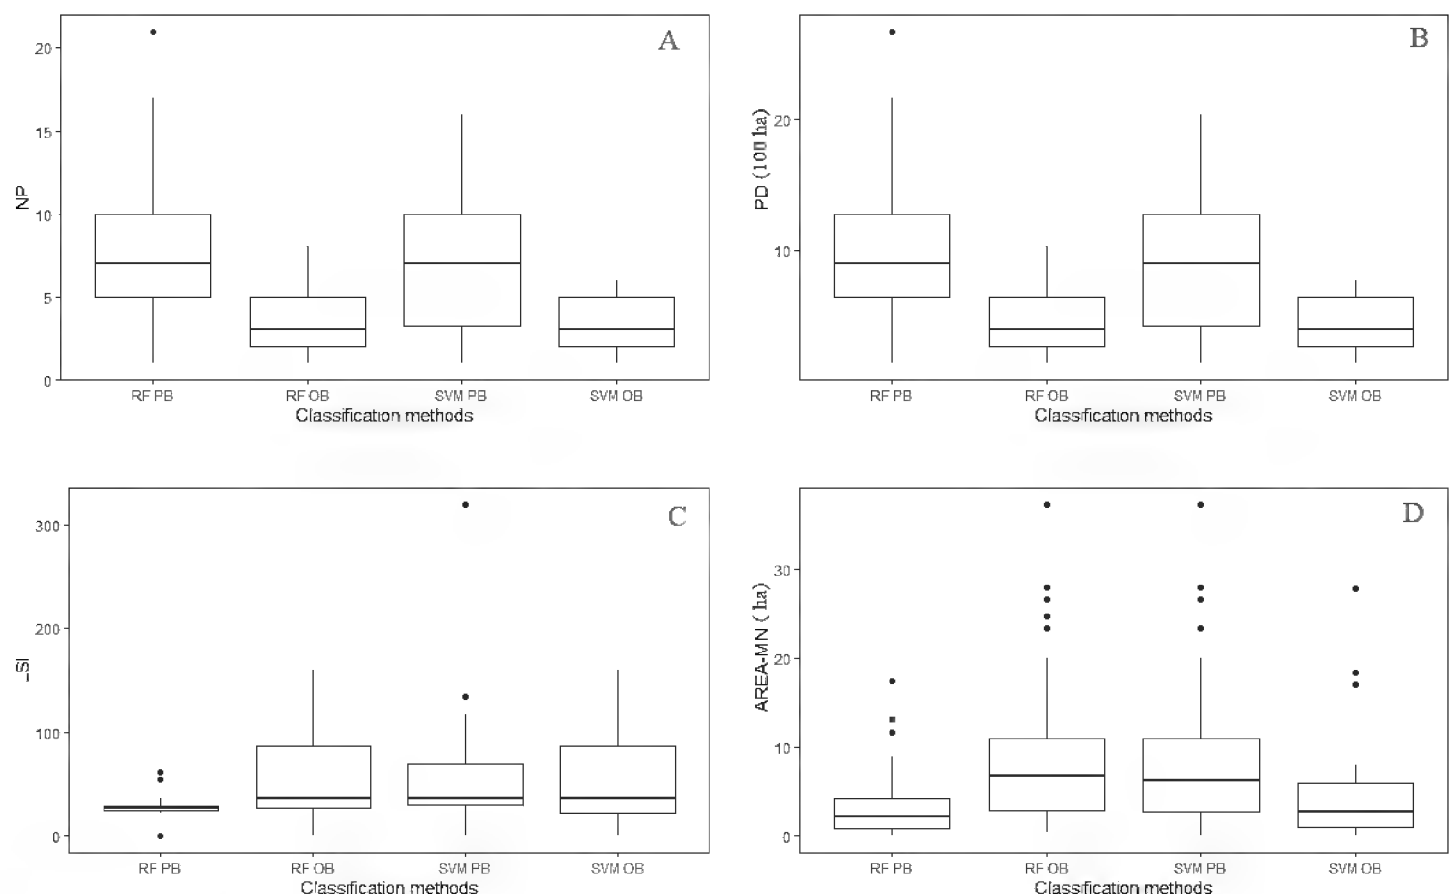 A
NP
20
15
10
5
0
RF PB RF OB SVM PB SVM OB
Classification methods
B
20
10
RF PB RF OB SVM PB SVM OB
Classification methods
C
300
200
100
0
RF PB RF OB SVM PB SVM OB
Classification methods
D
AREA-MN ( ha)
30
20
10
0
RF PB RF OB SVM PB SVM OB
Classification methods